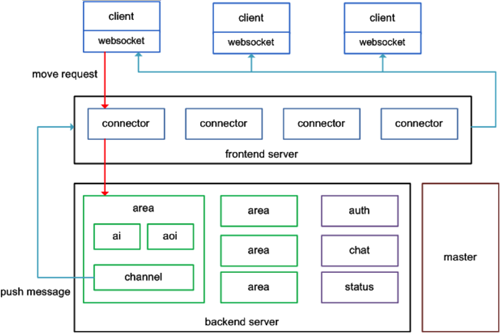 client
client
client
websocket
websocket
websocket
move request
connector
connector
connector
connector
frontend server
area
ai
aoi
channel
area
area
area
auth
chat
status
master
push message
backend server